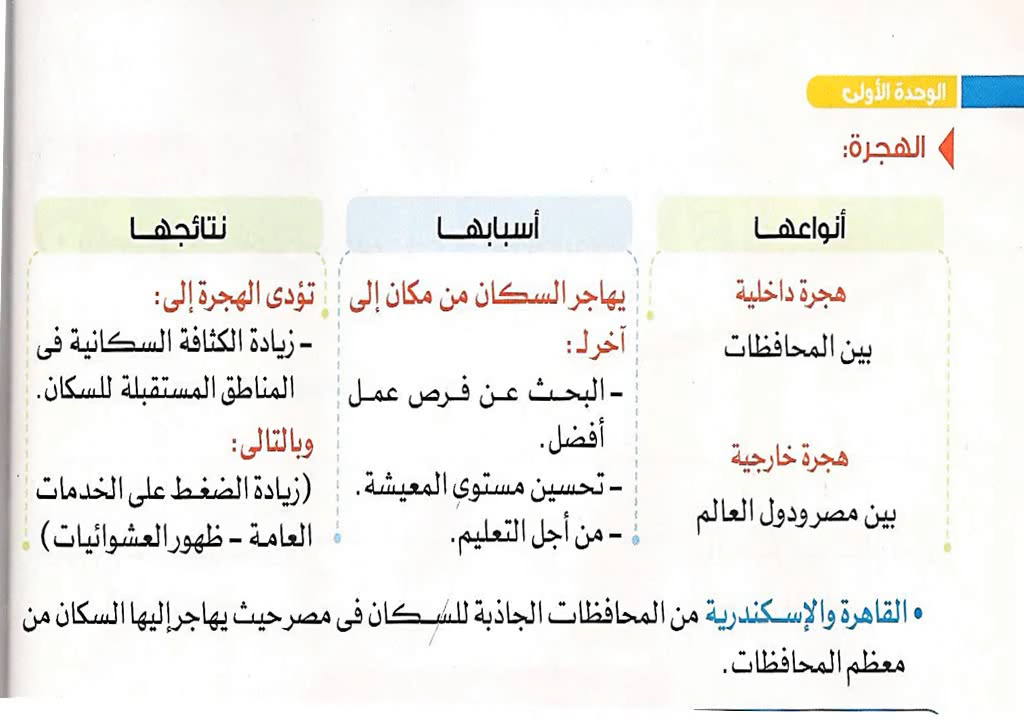 الوحدة الأولى
الهجرة:
أنواعها
هجرة داخلية
بين المحافظات
هجرة خارجية
بين مصر ودول العالم
أسبابها
يهاجر السكان من مكان إلى
آخر لـ:
- البحث عن فرص عمل
أفضل.
- تحسين مستوى المعيشة.
- من أجل التعليم.
نتائجها
تؤدى الهجرة إلى:
- زيادة الكثافة السكانية فى
المناطق المستقبلة للسكان.
وبالتالى:
(زيادة الضغط على الخدمات
العامة - ظهور العشوائيات)
• القاهرة والإسكندرية من المحافظات الجاذبة للسكان فى مصر حيث يهاجر إليها السكان من
معظم المحافظات.